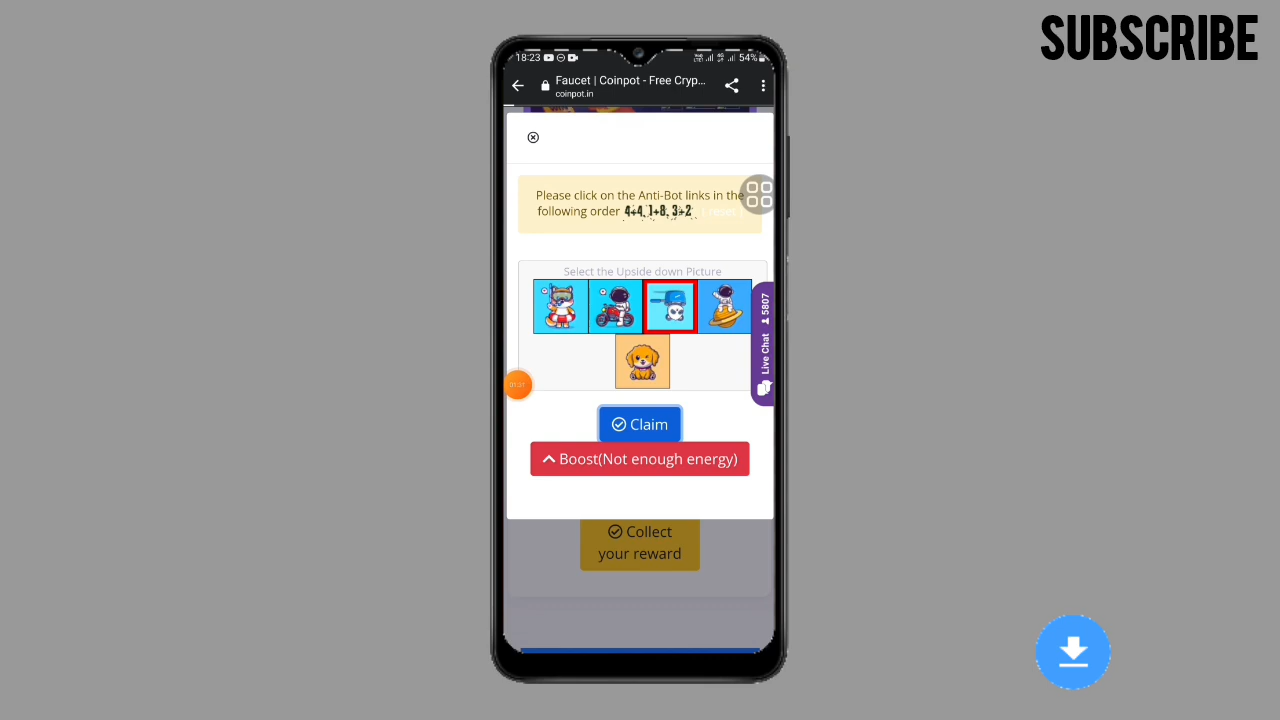 SUBSCRIBE
18:23 54%
Faucet | Coinpot - Free Cryp...
coinpot.in
Please click on the Anti-Bot links in the
following order 4+4, 1+8, 3+2 ( reset )
Select the Upside down Picture
Live Chat 5807
Claim
Boost(Not enough energy)
Collect
your reward